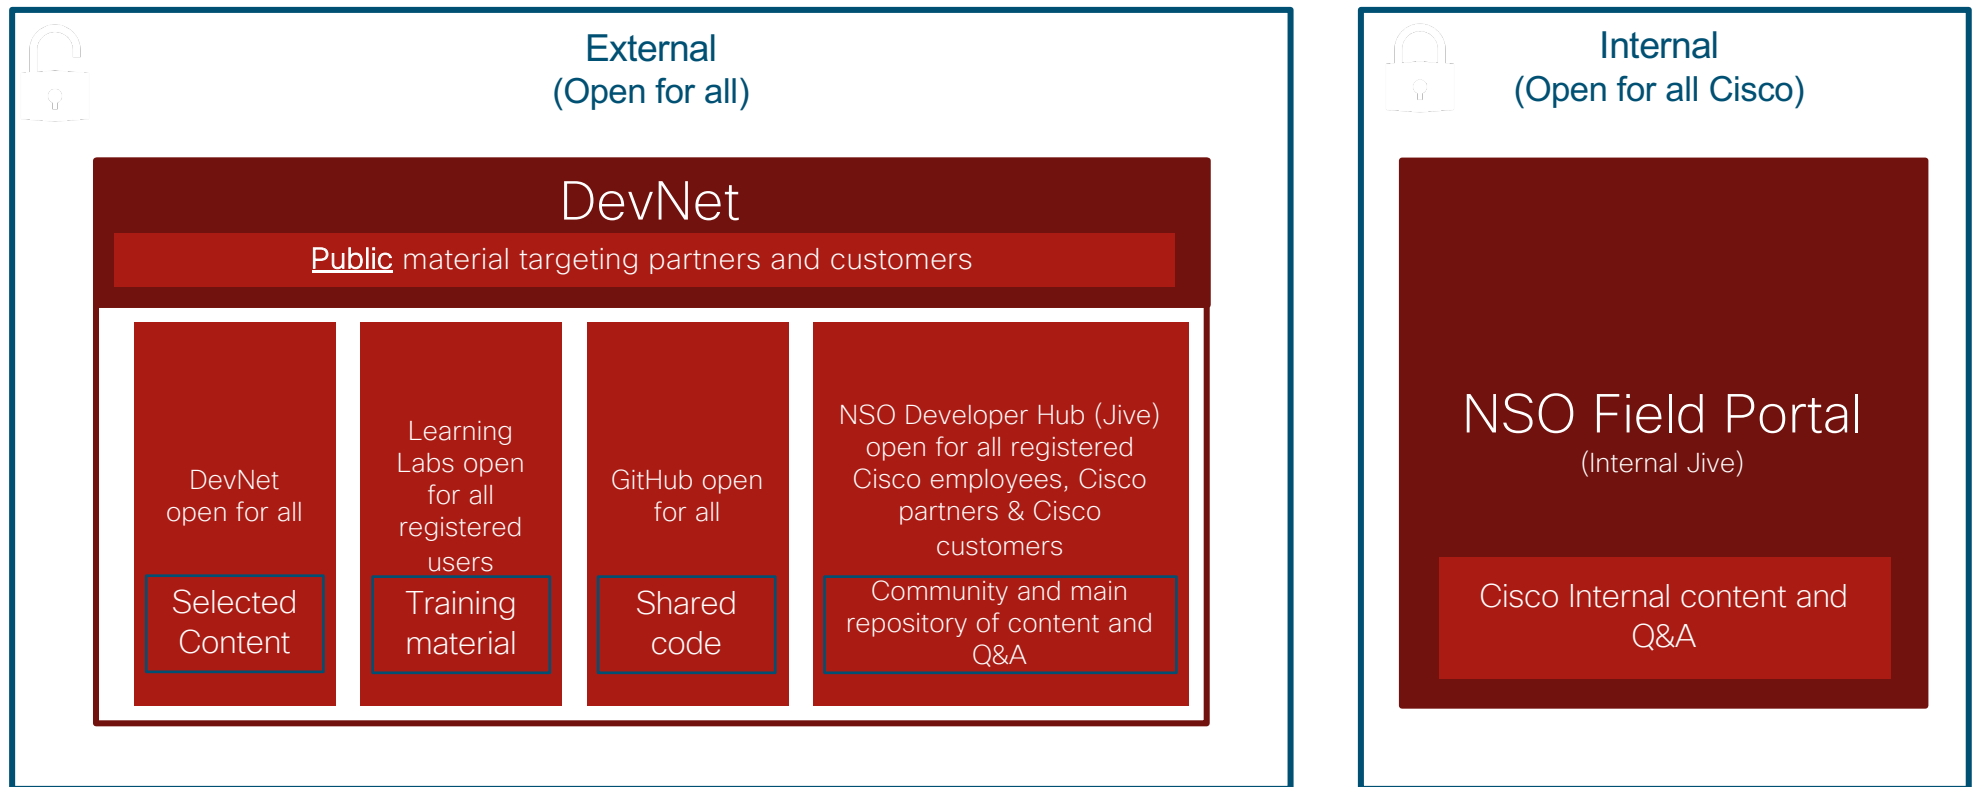 External
(Open for all)
DevNet
Public material targeting partners and customers
DevNet
open for all
Selected
Content
Learning
Labs open
for all
registered
users
Training
material
GitHub open
for all
Shared
code
NSO Developer Hub (Jive)
open for all registered
Cisco employees, Cisco
partners & Cisco
customers
Community and main
repository of content and
Q&A
Internal
(Open for all Cisco)
NSO Field Portal
(Internal Jive)
Cisco Internal content and
Q&A